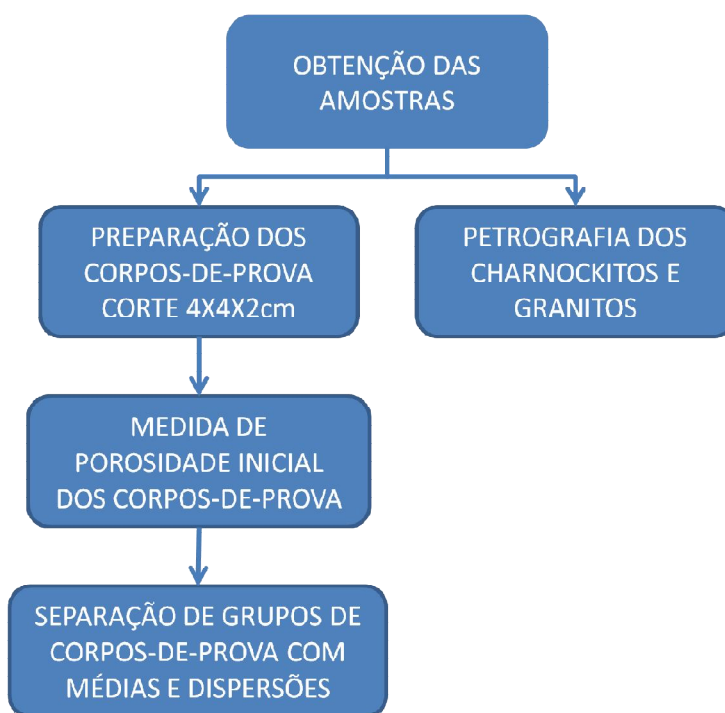 OBTENÇÃO DAS
AMOSTRAS
PREPARAÇÃO DOS
CORPOS-DE-PROVA
CORTE 4X4X2cm
PETROGRAFIA DOS
CHARNOCKITOS E
GRANITOS
MEDIDA DE
POROSIDADE INICIAL
DOS CORPOS-DE-PROVA
SEPARAÇÃO DE GRUPOS DE
CORPOS-DE-PROVA COM
MÉDIAS E DISPERSÕES